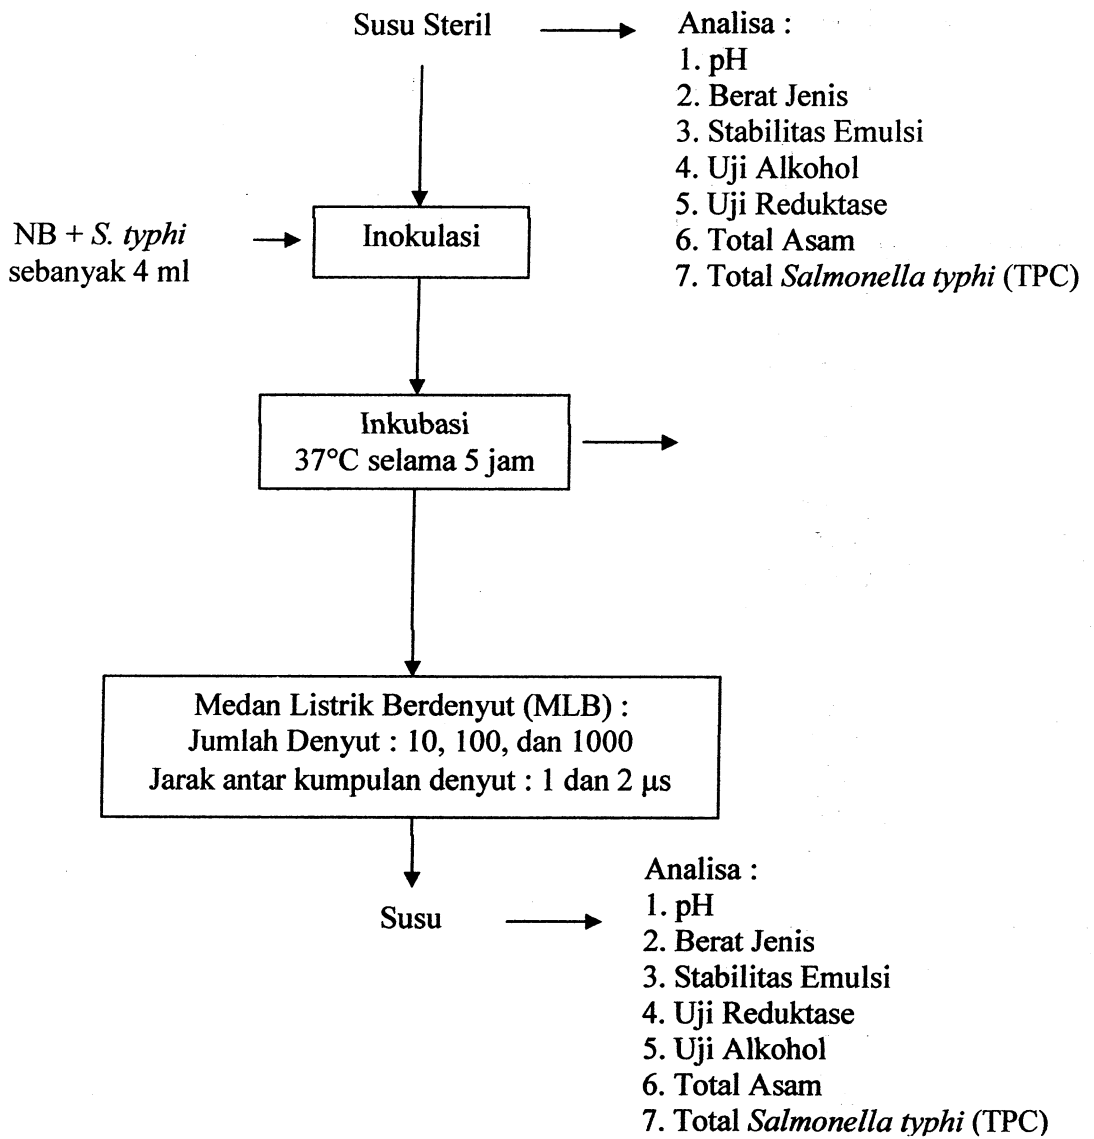 Susu Steril
Analisa :
1. pH
2. Berat Jenis
3. Stabilitas Emulsi
4. Uji Alkohol
5. Uji Reduktase
6. Total Asam
7. Total Salmonella typhi (TPC)
NB + S. typhi
sebanyak 4 ml
Inokulasi
Inkubasi
37°C selama 5 jam
Medan Listrik Berdenyut (MLB) :
Jumlah Denyut : 10, 100, dan 1000
Jarak antar kumpulan denyut : 1 dan 2 μs
Susu
Analisa :
1. pH
2. Berat Jenis
3. Stabilitas Emulsi
4. Uji Reduktase
5. Uji Alkohol
6. Total Asam
7. Total Salmonella typhi (TPC)